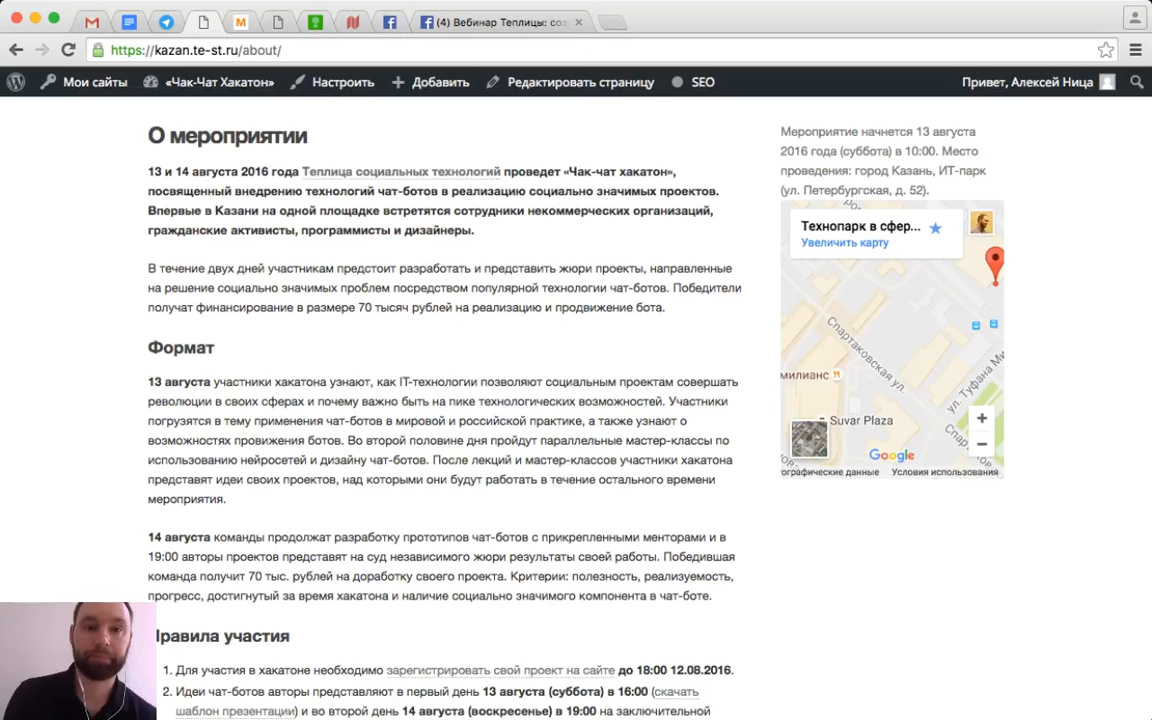 (4) Вебинар Теплицы: соз
https://kazan.te-st.ru/about/
Мои сайты «Чак-Чат Хакатон» Настроить Добавить Редактировать страницу SEO Привет, Алексей Ница
О мероприятии
13 и 14 августа 2016 года Теплица социальных технологий проведет «Чак-чат хакатон»,
посвященный внедрению технологий чат-ботов в реализацию социально значимых проектов.
Впервые в Казани на одной площадке встретятся сотрудники некоммерческих организаций,
гражданские активисты, программисты и дизайнеры.
В течение двух дней участникам предстоит разработать и представить жюри проекты, направленные
на решение социально значимых проблем посредством популярной технологии чат-ботов. Победители
получат финансирование в размере 70 тысяч рублей на реализацию и продвижение бота.
Формат
13 августа участники хакатона узнают, как IT-технологии позволяют социальным проектам совершать
революции в своих сферах и почему важно быть на пике технологических возможностей. Участники
погрузятся в тему применения чат-ботов в мировой и российской практике, а также узнают о
возможностях провижения ботов. Во второй половине дня пройдут параллельные мастер-классы по
использованию нейросетей и дизайну чат-ботов. После лекций и мастер-классов участники хакатона
представят идеи своих проектов, над которыми они будут работать в течение остального времени
мероприятия.
14 августа команды продолжат разработку прототипов чат-ботов с прикрепленными менторами и в
19:00 авторы проектов представят на суд независимого жюри результаты своей работы. Победившая
команда получит 70 тыс. рублей на доработку своего проекта. Критерии: полезность, реализуемость,
прогресс, достигнутый за время хакатона и наличие социально значимого компонента в чат-боте.
Правила участия
1. Для участия в хакатоне необходимо зарегистрировать свой проект на сайте до 18:00 12.08.2016.
2. Идеи чат-ботов авторы представляют в первый день 13 августа (суббота) в 16:00 (скачать
шаблон презентации) и во второй день 14 августа (воскресенье) в 19:00 на заключительной
Мероприятие начнется 13 августа
2016 года (суббота) в 10:00. Место
проведения: город Казань, ИТ-парк
(ул. Петербургская, д. 52).
Технопарк в сфер...
Увеличить карту
Спартаковская ул.
ул. Туфана Ми
милианс
Suvar Plaza
Спар
Google
ографические данные Условия использования